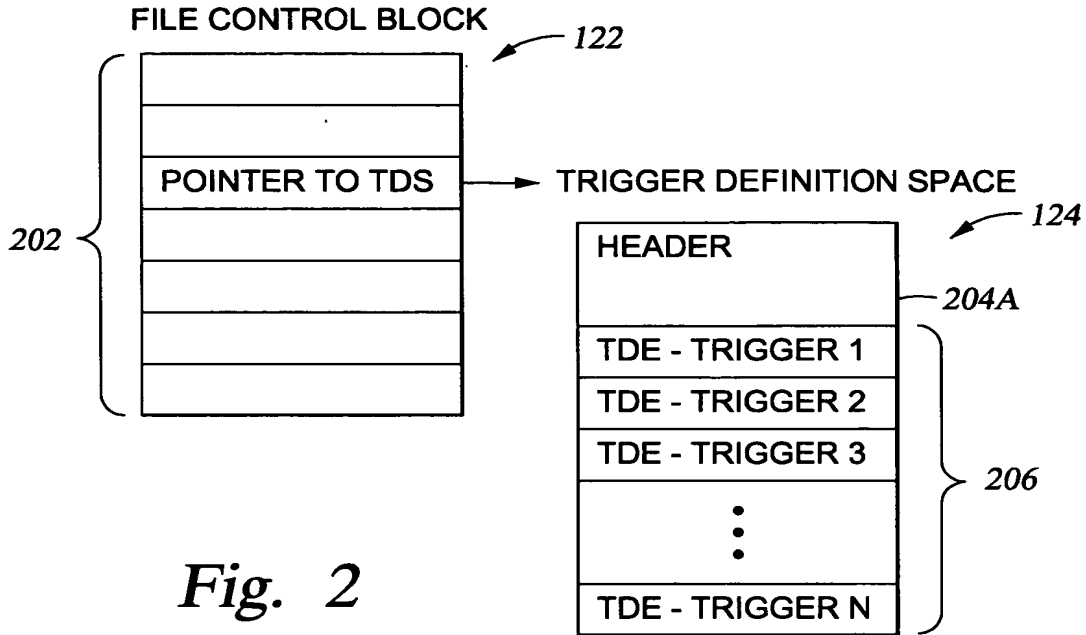 FILE CONTROL BLOCK
122
POINTER TO TDS
TRIGGER DEFINITION SPACE
202
124
HEADER
204A
TDE - TRIGGER 1
TDE - TRIGGER 2
TDE - TRIGGER 3
206
TDE - TRIGGER N
Fig. 2